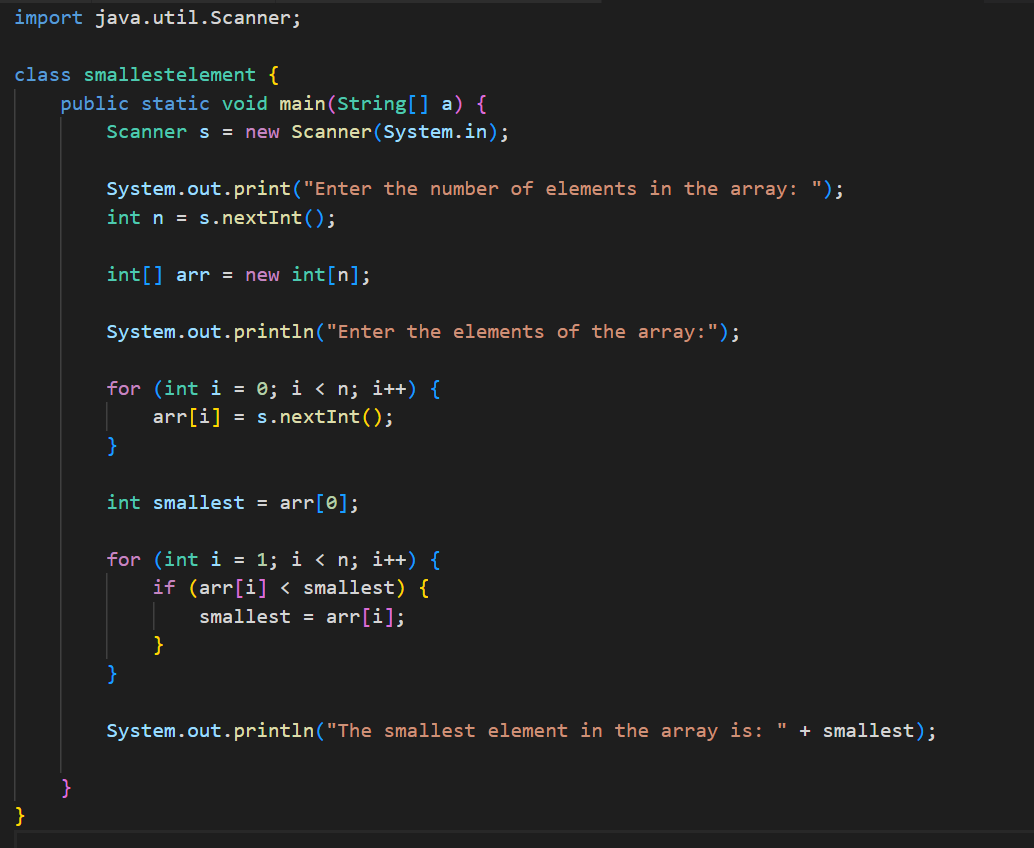 import java.util.Scanner;

class smallestelement {
    public static void main(String[] a) {
        Scanner s = new Scanner(System.in);

        System.out.print("Enter the number of elements in the array: ");
        int n = s.nextInt();

        int[] arr = new int[n];

        System.out.println("Enter the elements of the array:");

        for (int i = 0; i < n; i++) {
            arr[i] = s.nextInt();
        }

        int smallest = arr[0];

        for (int i = 1; i < n; i++) {
            if (arr[i] < smallest) {
                smallest = arr[i];
            }
        }

        System.out.println("The smallest element in the array is: " + smallest);

    }
}